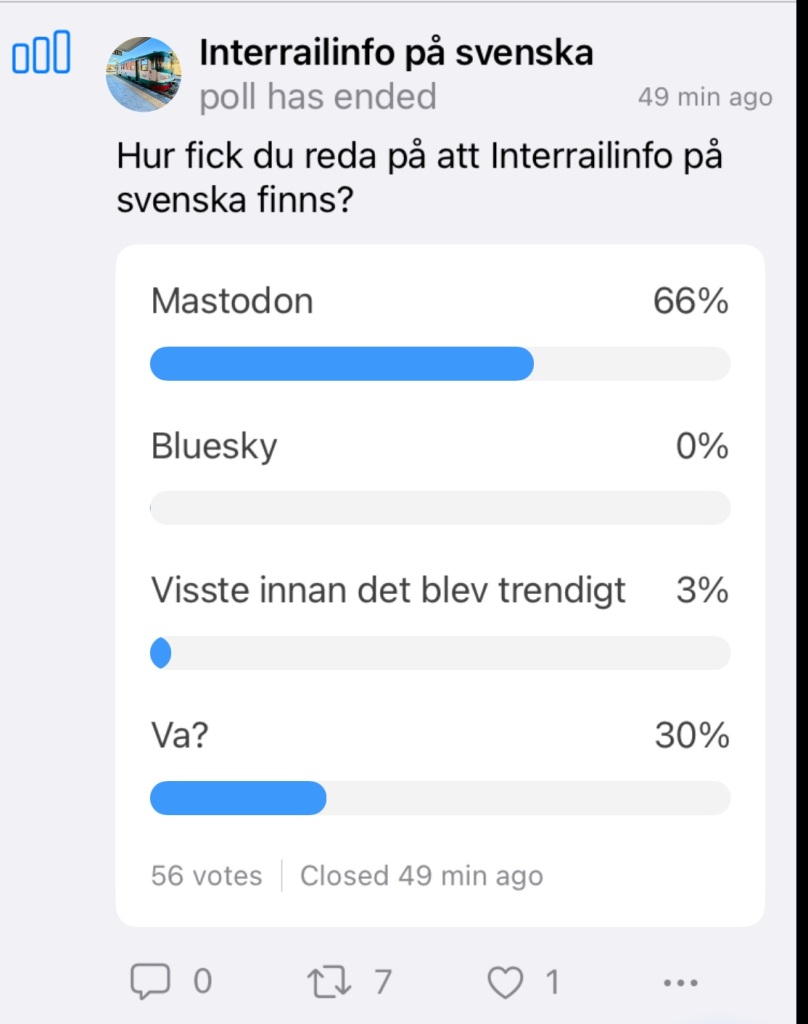 Interrailinfo på svenska
poll has ended
49 min ago
Hur fick du reda på att Interrailinfo på
svenska finns?
Mastodon 66%
Bluesky 0%
Visste innan det blev trendigt 3%
Va? 30%
56 votes | Closed 49 min ago
0 7 1